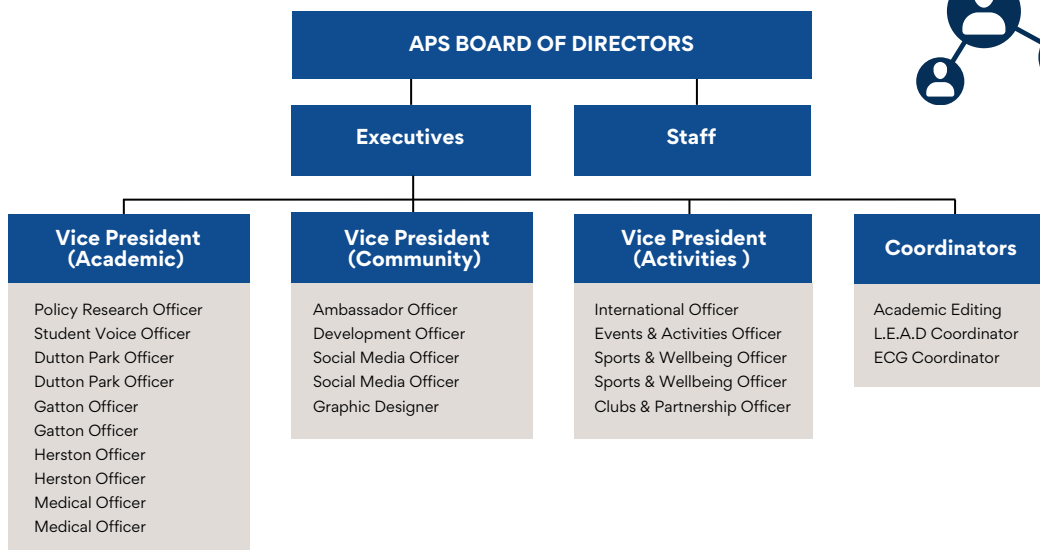 APS BOARD OF DIRECTORS
Executives
Staff
Vice President
(Academic)
Policy Research Officer
Student Voice Officer
Dutton Park Officer
Dutton Park Officer
Gatton Officer
Gatton Officer
Herston Officer
Herston Officer
Medical Officer
Medical Officer
Vice President
(Community)
Ambassador Officer
Development Officer
Social Media Officer
Social Media Officer
Graphic Designer
Vice President
(Activities )
International Officer
Events & Activities Officer
Sports & Wellbeing Officer
Sports & Wellbeing Officer
Clubs & Partnership Officer
Coordinators
Academic Editing
L.E.A.D Coordinator
ECG Coordinator